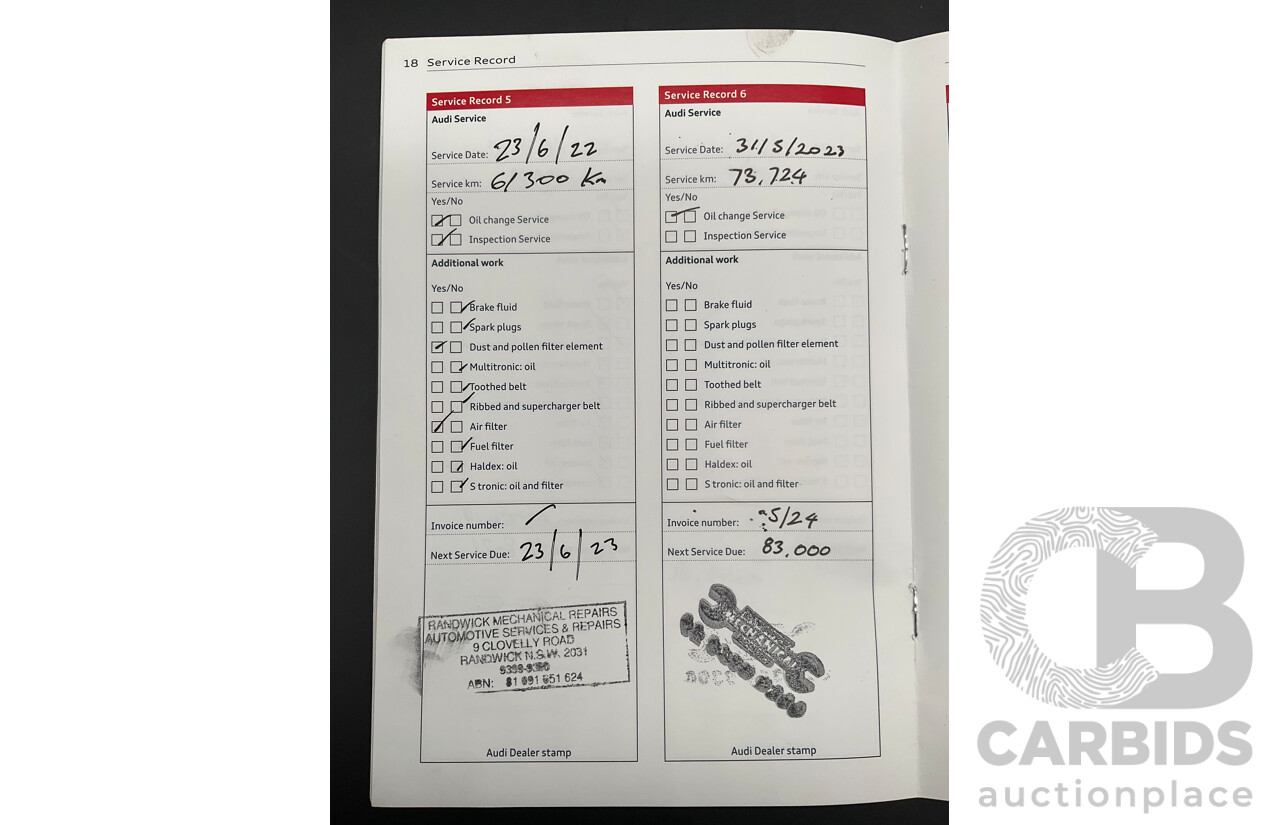 18 Service Record
Service Record 5
Audi Service
Service Date: 23/6/22
Service km: 61300 Km
Yes/No
Oil change Service
Inspection Service
Additional work
Yes/No
Brake fluid
Spark plugs
Dust and pollen filter element
Multitronic: oil
Toothed belt
Ribbed and supercharger belt
Air filter
Fuel filter
Haldex: oil
S tronic: oil and filter
Invoice number:
Next Service Due: 23/6/23
RANDWICK MECHANICAL REPAIRS
AUTOMOTIVE SERVICES & REPAIRS
9 CLOVELLY ROAD
RANDWICK N.S.W. 2031
ABN: 81 091 851 624
Audi Dealer stamp
Service Record 6
Audi Service
Service Date: 31/5/2023
Service km: 73,724
Yes/No
Oil change Service
Inspection Service
Additional work
Yes/No
Brake fluid
Spark plugs
Dust and pollen filter element
Multitronic: oil
Toothed belt
Ribbed and supercharger belt
Air filter
Fuel filter
Haldex: oil
S tronic: oil and filter
Invoice number: 5/24
Next Service Due: 83,000
MECHANICAL
Audi Dealer stamp
CB
CARBIDS
auctionplace